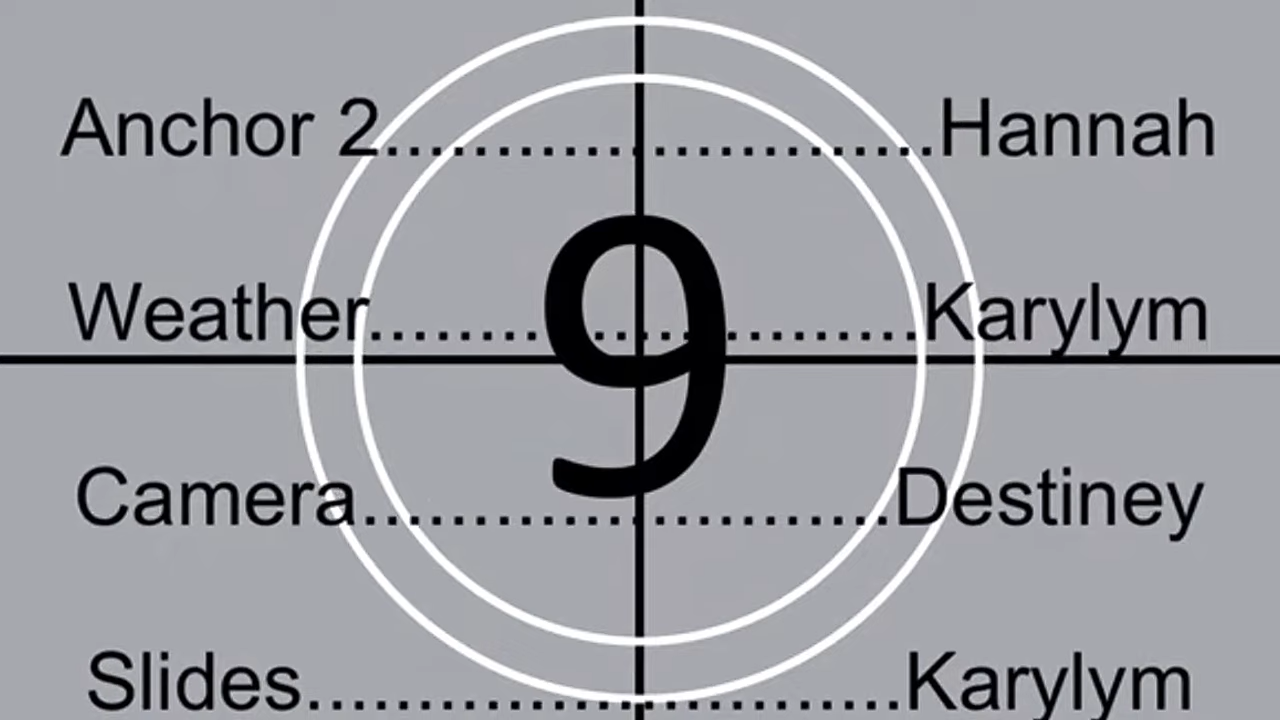 Anchor 2..........................Hannah
9
Weather.........................Karylym
Camera.........................Destiney
Slides...........................Karylym